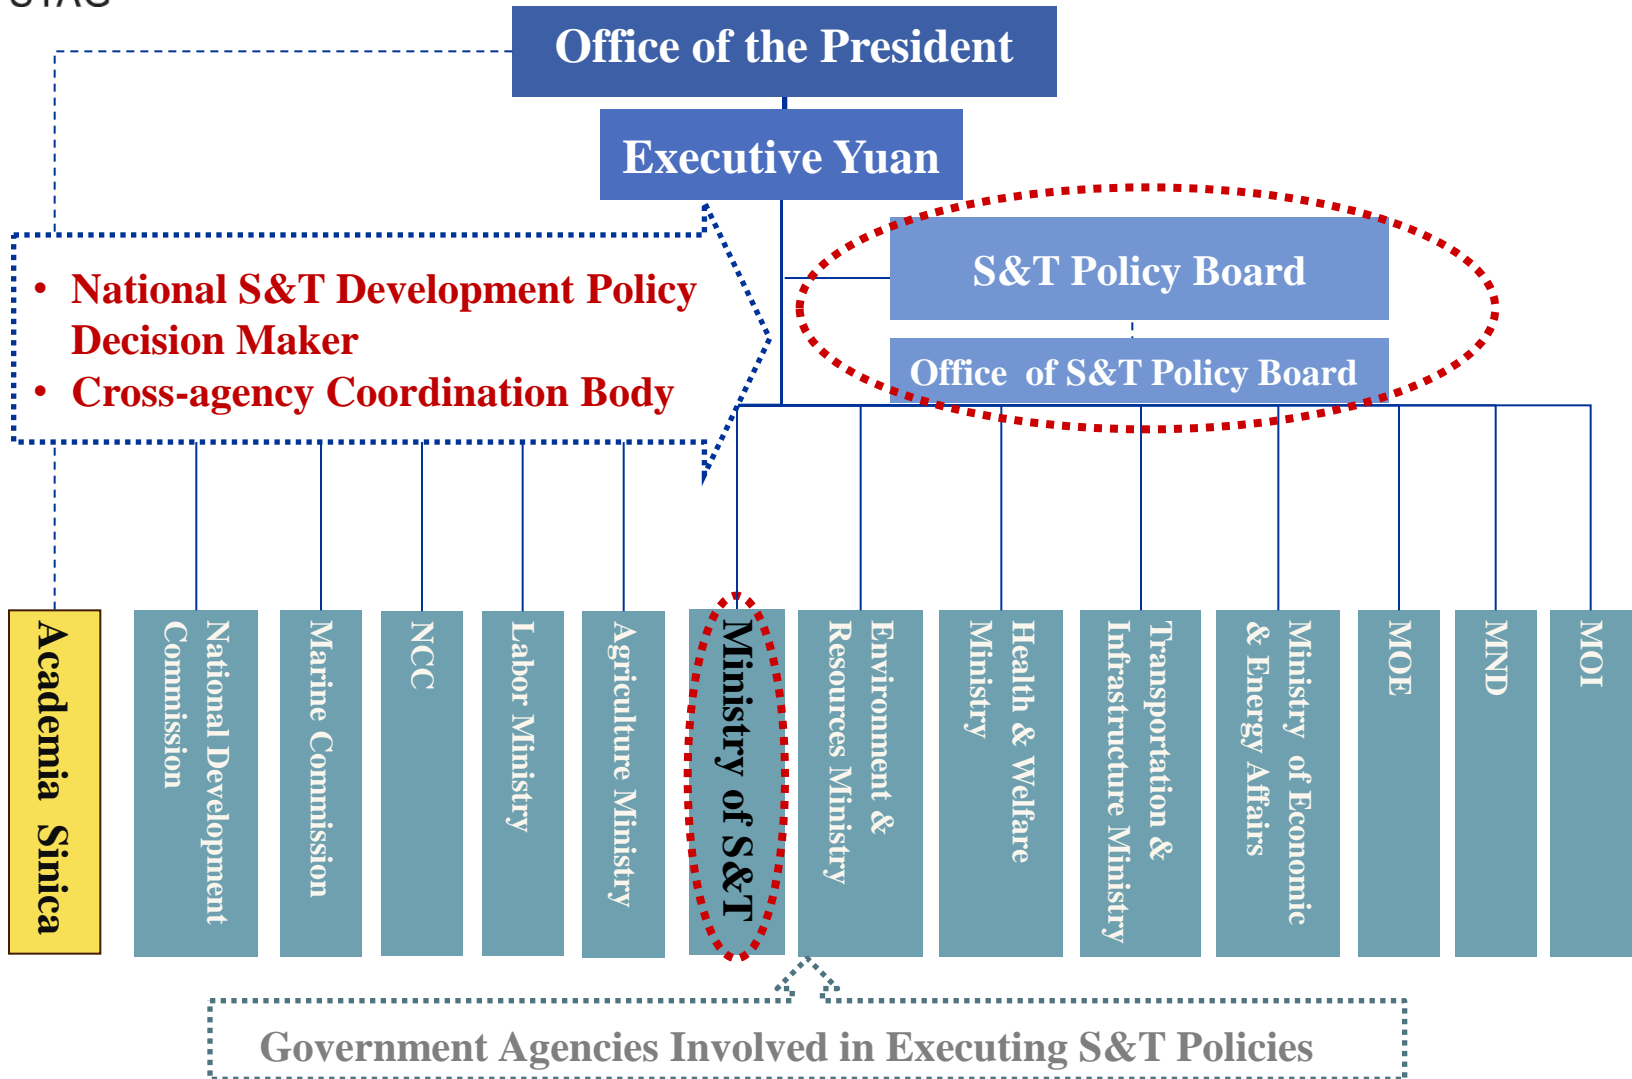 Office of the President
Executive Yuan
S&T Policy Board
• National S&T Development Policy
Decision Maker
• Cross-agency Coordination Body
Office of S&T Policy Board
Academia Sinica
National Development
Commission
Marine Commission
NCC
Labor Ministry
Agriculture Ministry
Ministry of S&T
Environment &
Resources Ministry
Health & Welfare
Ministry
Transportation &
Infrastructure Ministry
Ministry of Economic
& Energy Affairs
MOE
MND
MOI
Government Agencies Involved in Executing S&T Policies